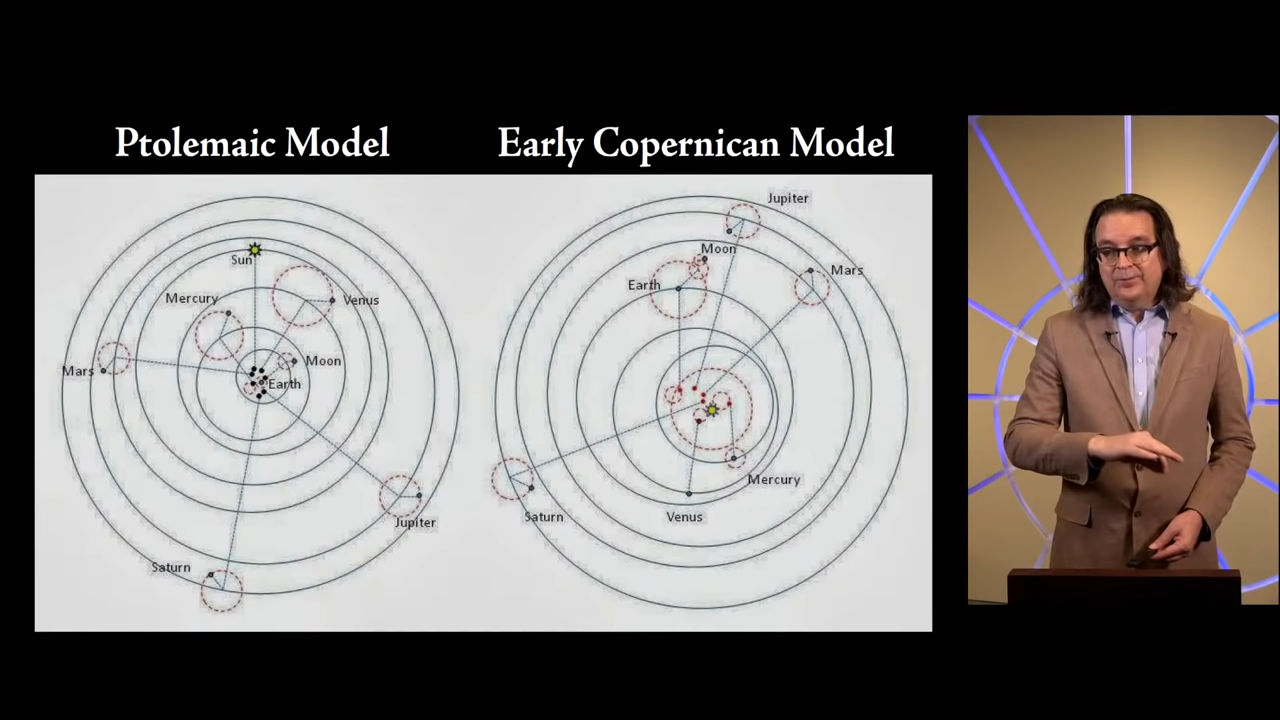 Ptolemaic Model
Sun
Mercury
Venus
Moon
Mars
Earth
Jupiter
Saturn
Early Copernican Model
Jupiter
Moon
Mars
Earth
Mercury
Saturn
Venus